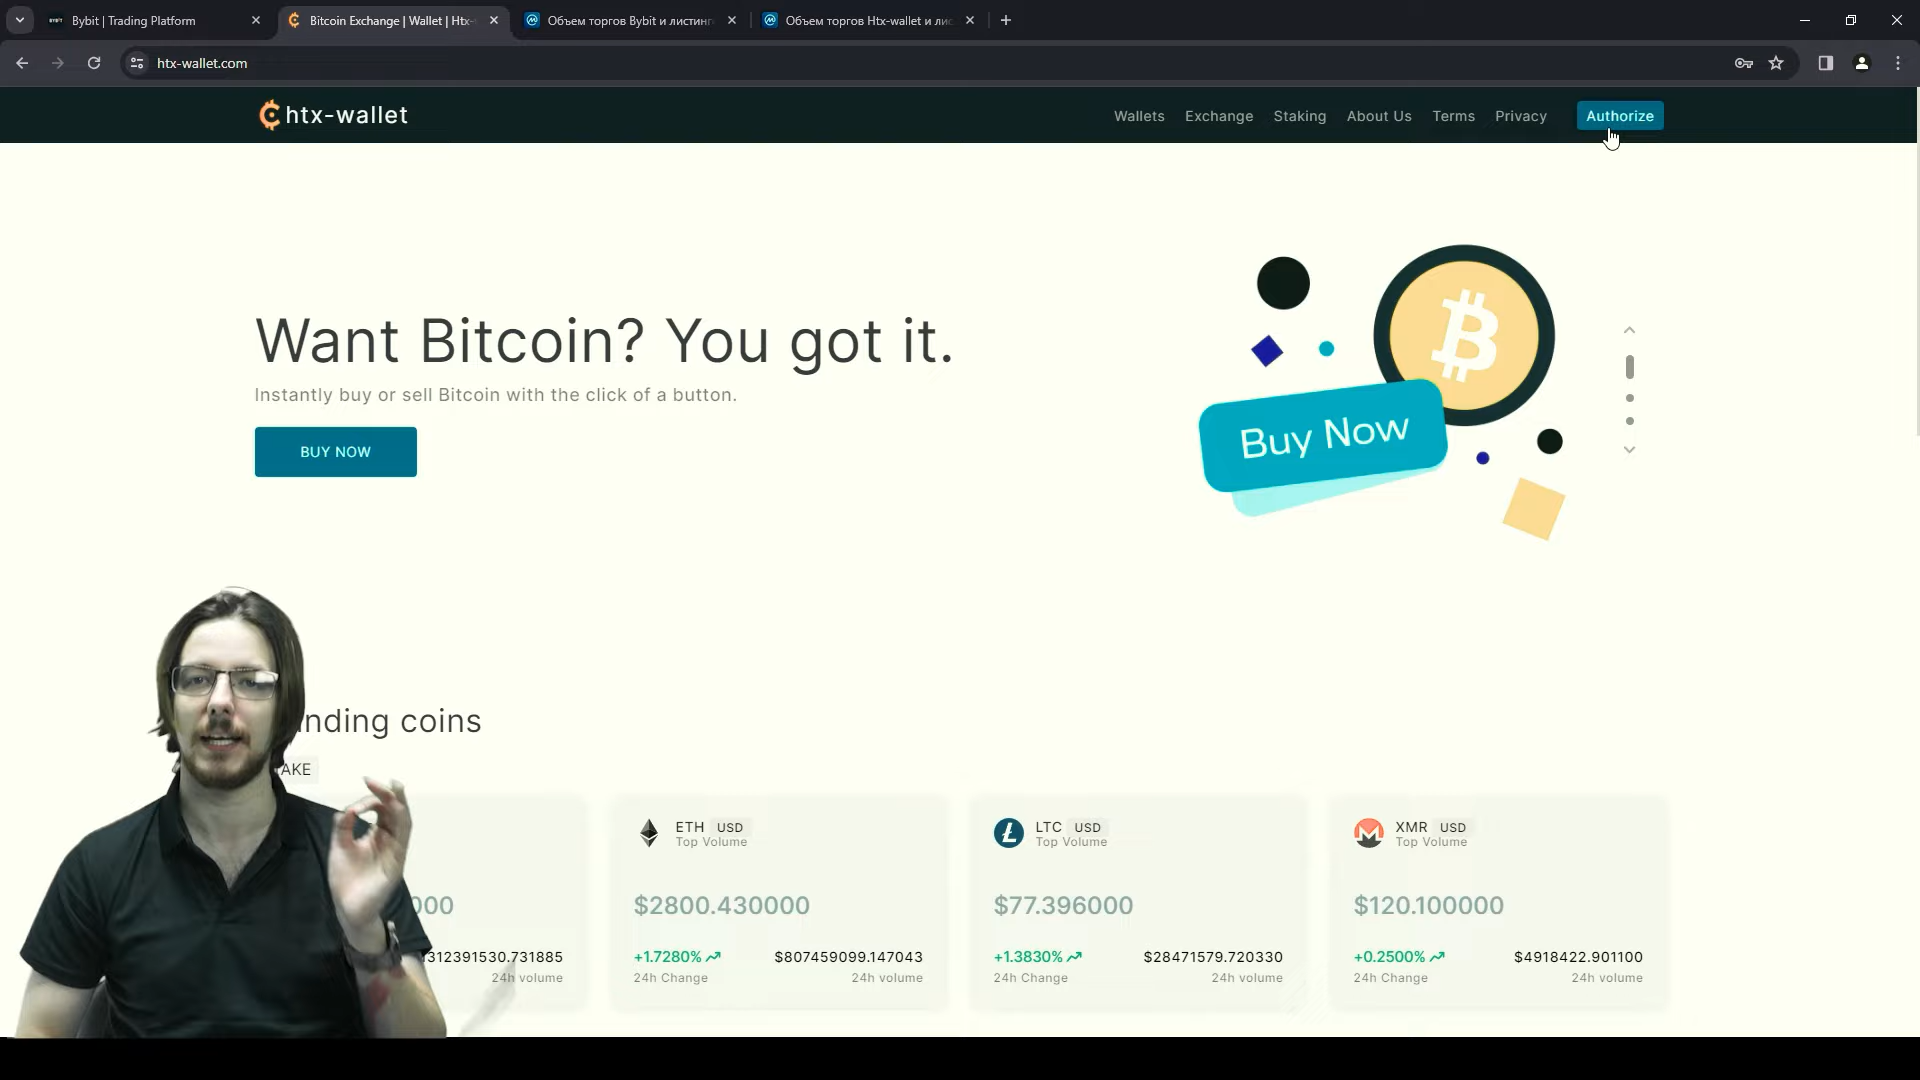 Bybit | Trading Platform
Bitcoin Exchange | Wallet | Htx-
Объем торгов Bybit и листинг
Объем торгов Htx-wallet и лис
htx-wallet.com
htx-wallet
Wallets Exchange Staking About Us Terms Privacy Authorize
Want Bitcoin? You got it.
Instantly buy or sell Bitcoin with the click of a button.
BUY NOW
Buy Now
nding coins
AKE
ETH USD
Top Volume
LTC USD
Top Volume
XMR USD
Top Volume
000
$2800.430000
$77.396000
$120.100000
312391530.731885
24h volume
+1.7280% $807459099.147043
24h Change 24h volume
+1.3830% $28471579.720330
24h Change 24h volume
+0.2500% $4918422.901100
24h Change 24h volume